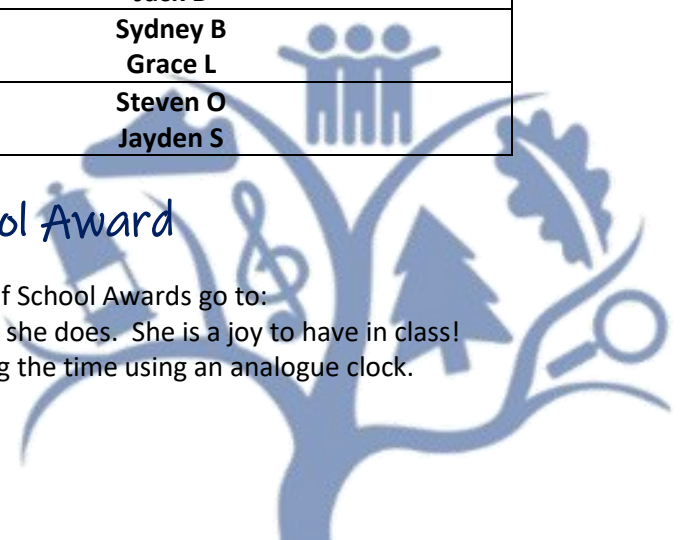 Sydney B
Grace L
Steven O
Jayden S
ol Award
f School Awards go to:
she does.  She is a joy to have in class!
g the time using an analogue clock.